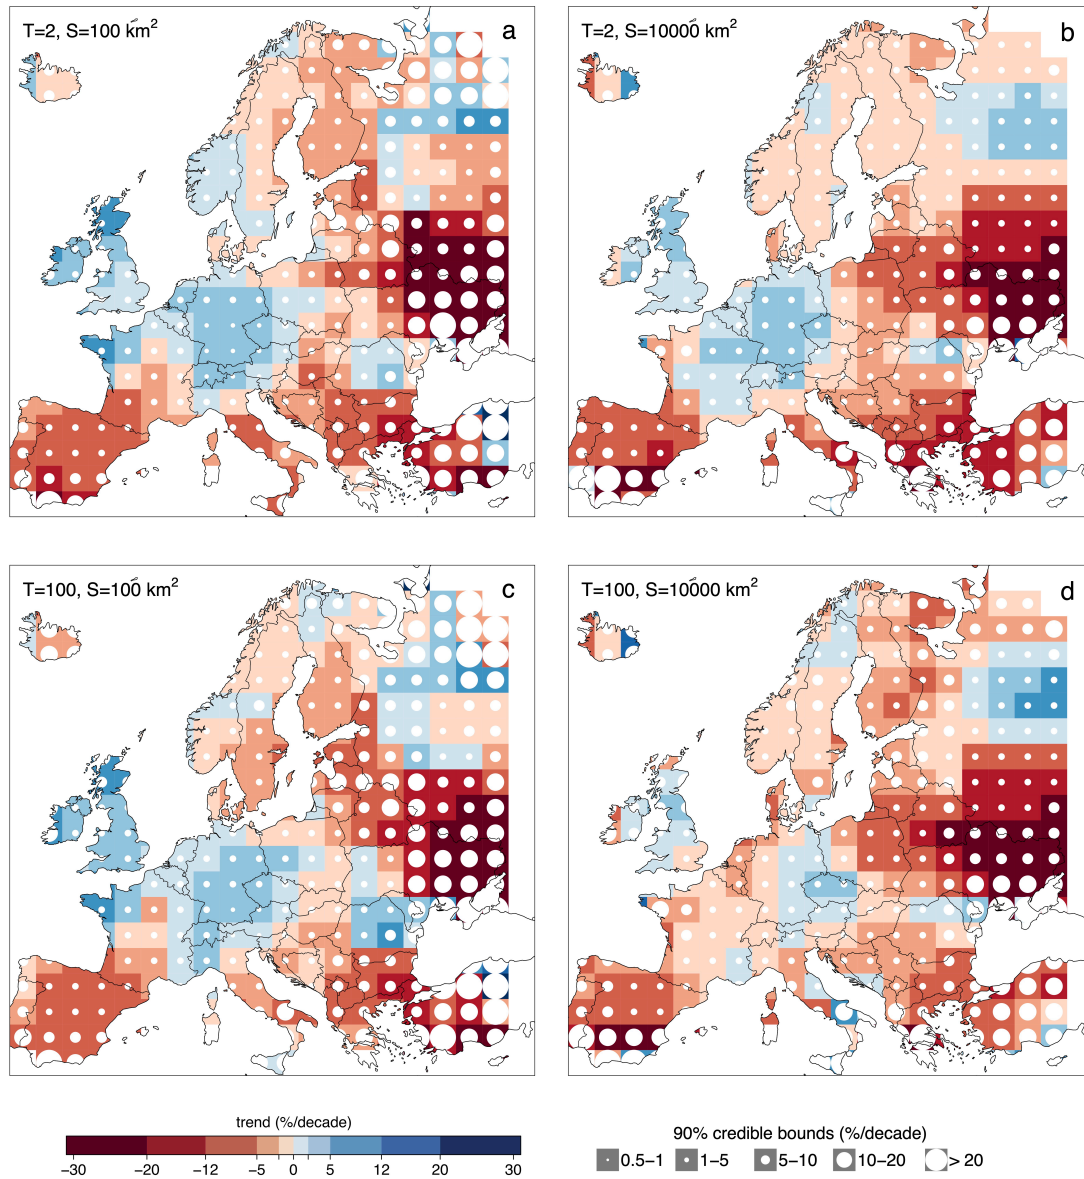 T=2, S=100 km²
a
T=2, S=10000 km²
b
T=100, S=100 km²
c
T=100, S=10000 km²
d
trend (%/decade)
−30 −20 −12 −5 0 5 12 20 30
90% credible bounds (%/decade)
0.5−1 1−5 5−10 10−20 > 20